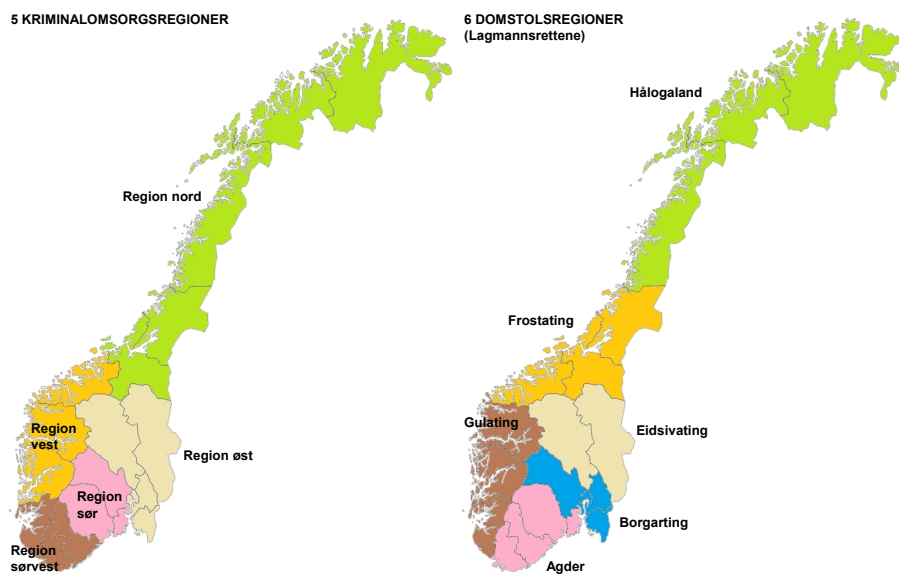 5 KRIMINALOMSORGSREGIONER
Region nord
Region
vest
Region øst
Region
sør
Region
sørvest
6 DOMSTOLSREGIONER
(Lagmannsrettene)
Hålogaland
Frostating
Gulating
Eidsivating
Borgarting
Agder